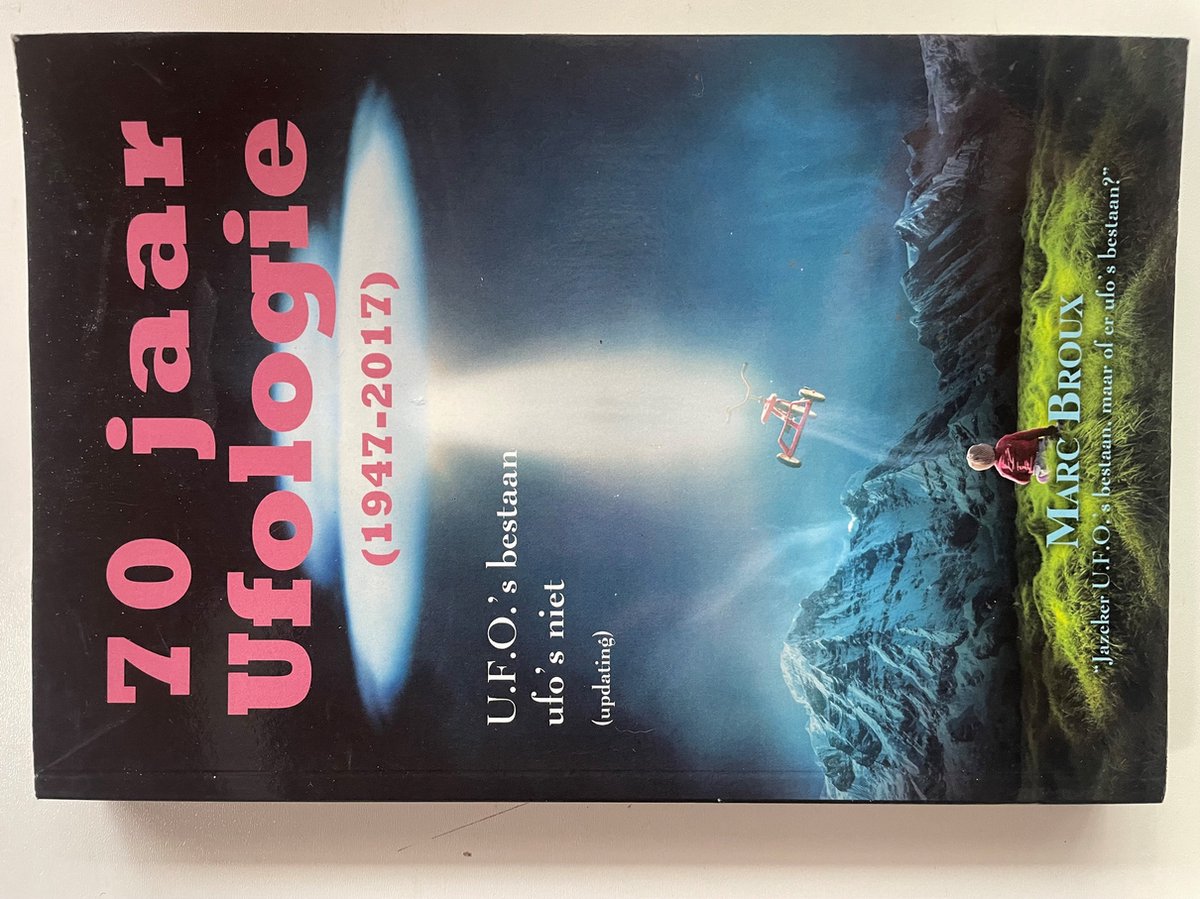 70 jaar
Ufologie
(1947-2017)
U.F.O.'s bestaan
ufo's niet
(updating)
MARC BROUX
"Jazeker U.F.O.'s bestaan, maar of er ufo's bestaan?"